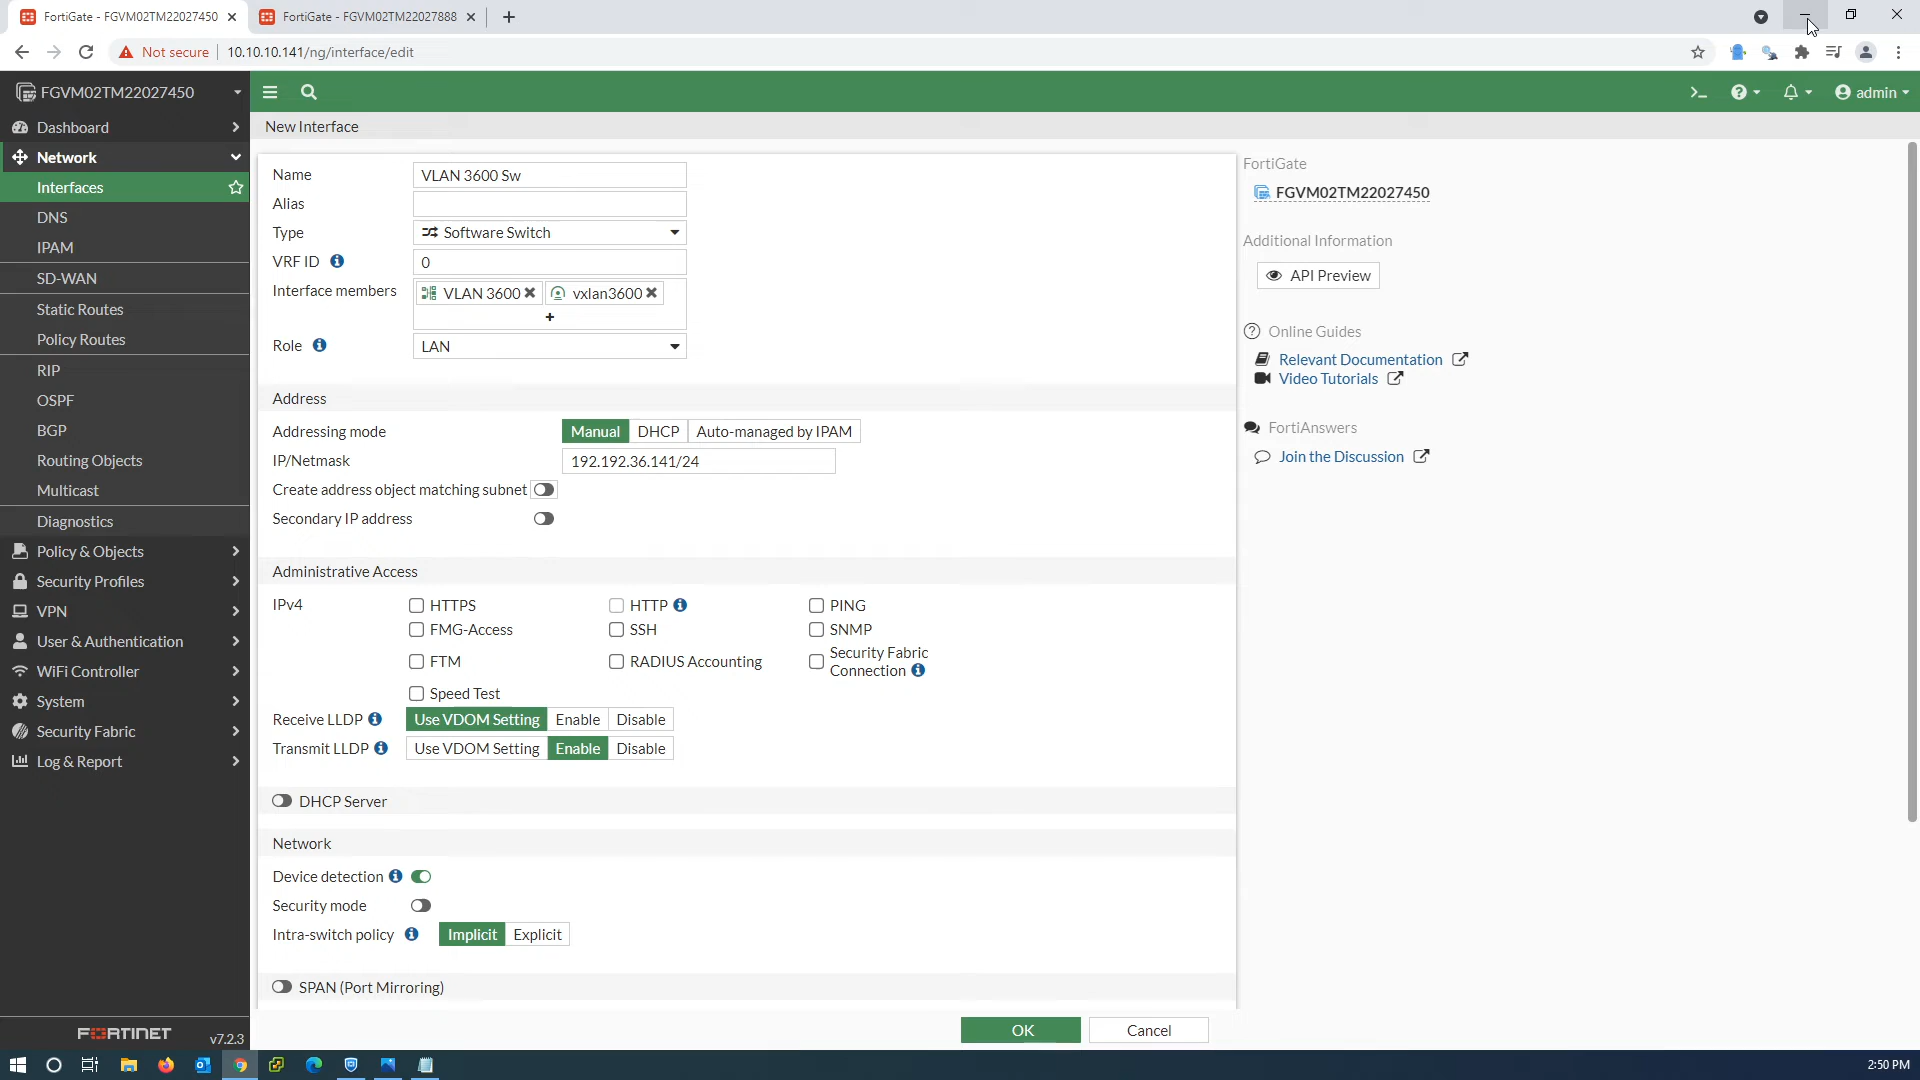 FortiGate - FGVM02TM22027450
FortiGate - FGVM02TM22027888
Not secure
10.10.10.141/ng/interface/edit
FGVM02TM22027450
admin
Dashboard
Network
Interfaces
DNS
IPAM
SD-WAN
Static Routes
Policy Routes
RIP
OSPF
BGP
Routing Objects
Multicast
Diagnostics
Policy & Objects
Security Profiles
VPN
User & Authentication
WiFi Controller
System
Security Fabric
Log & Report
FORTINET v7.2.3
New Interface
Name VLAN 3600 Sw
Alias
Type Software Switch
VRF ID 0
Interface members VLAN 3600 vxlan3600
+
Role LAN
Address
Addressing mode Manual DHCP Auto-managed by IPAM
IP/Netmask 192.192.36.141/24
Create address object matching subnet
Secondary IP address
Administrative Access
IPv4 HTTPS HTTP PING
FMG-Access SSH SNMP
FTM RADIUS Accounting Security Fabric
Connection
Speed Test
Receive LLDP Use VDOM Setting Enable Disable
Transmit LLDP Use VDOM Setting Enable Disable
DHCP Server
Network
Device detection
Security mode
Intra-switch policy Implicit Explicit
SPAN (Port Mirroring)
OK Cancel
FortiGate
FGVM02TM22027450
Additional Information
API Preview
Online Guides
Relevant Documentation
Video Tutorials
FortiAnswers
Join the Discussion
2:50 PM